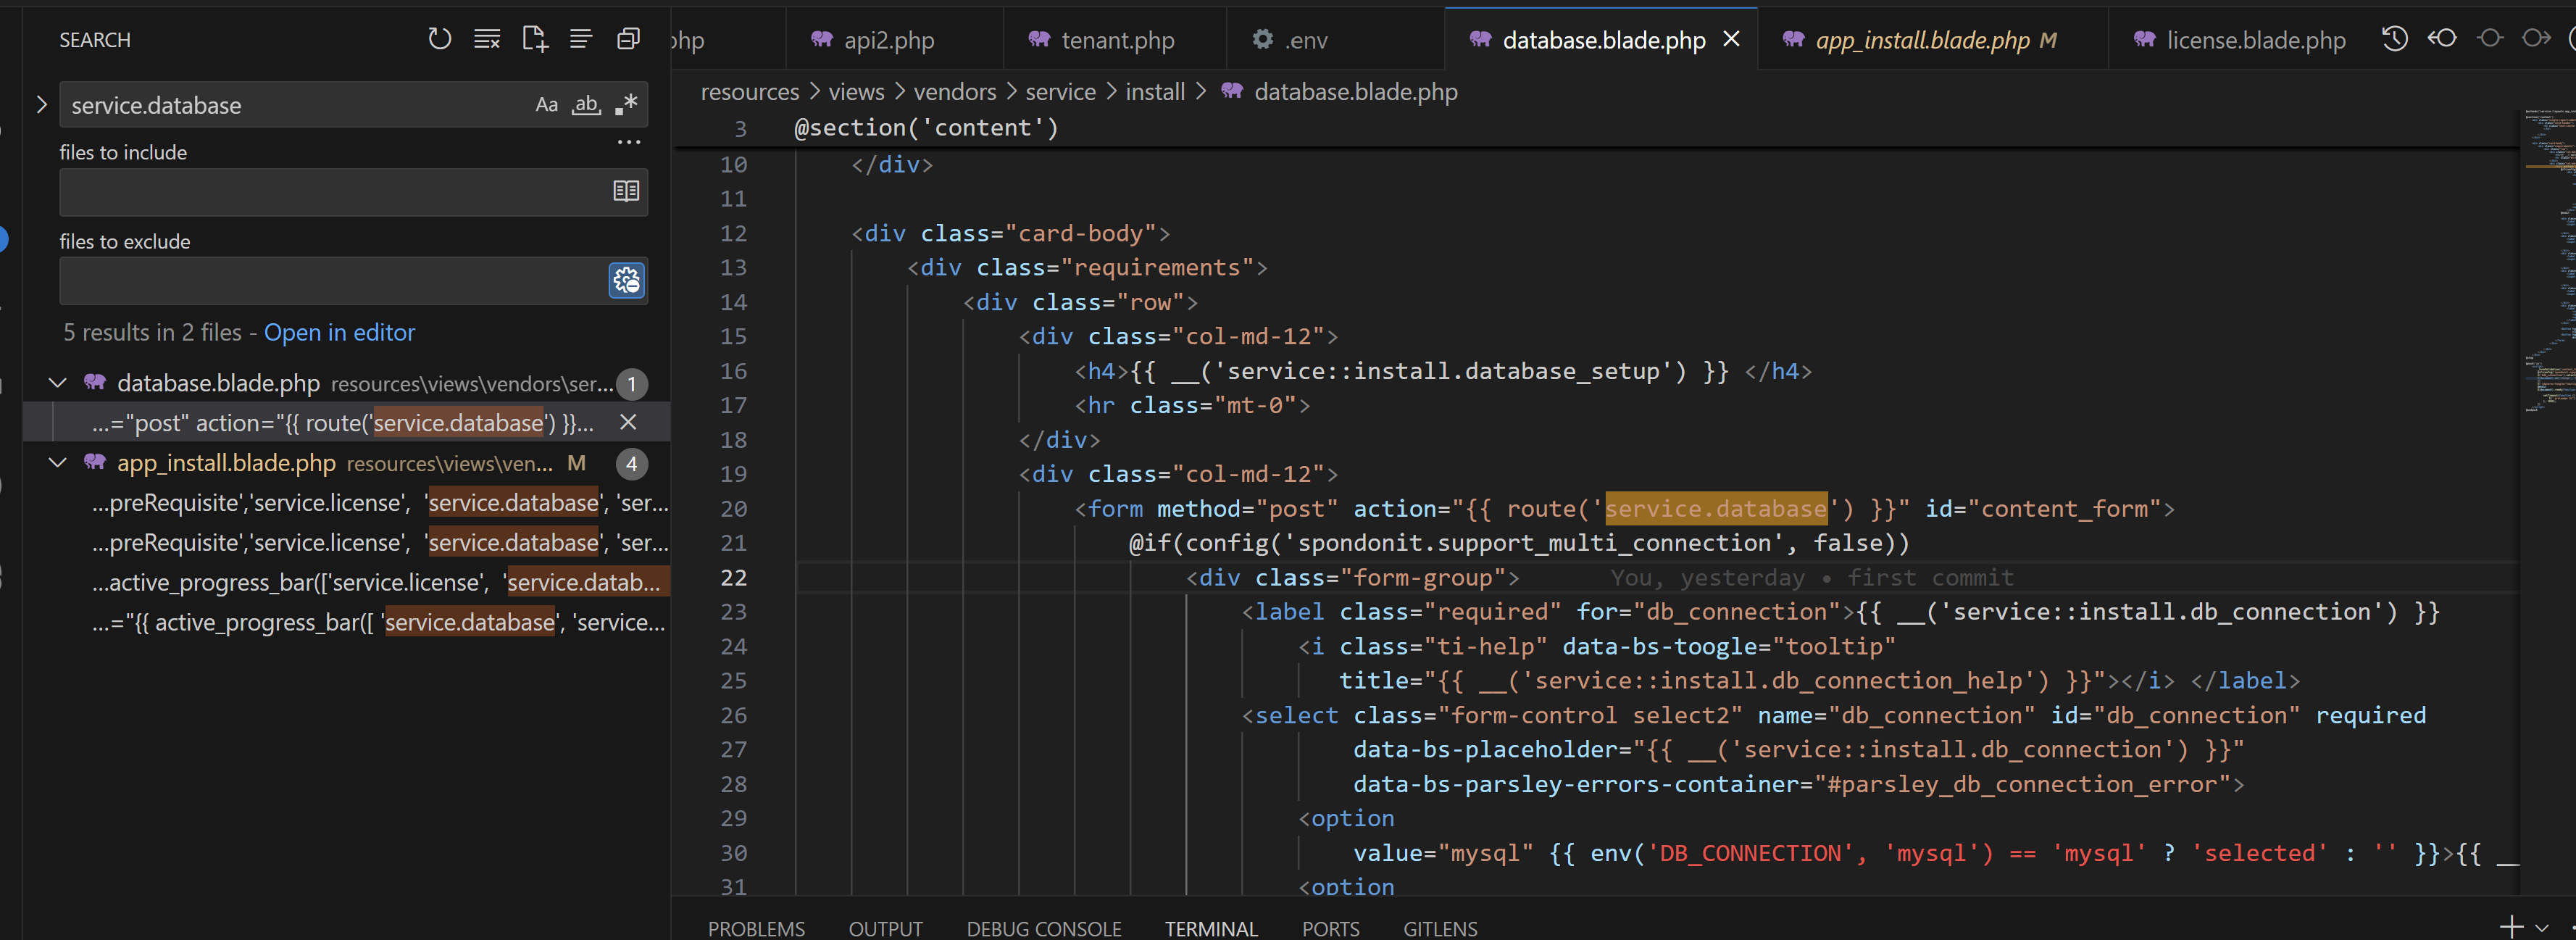 SEARCH
service.database
Aa
ab
files to include
files to exclude
5 results in 2 files - Open in editor
database.blade.php resources\views\vendors\ser... 1
...="post" action="{{ route('service.database') }}...
app_install.blade.php resources\views\ven... M 4
...preRequisite','service.license', 'service.database', 'ser...
...preRequisite','service.license', 'service.database', 'ser...
...active_progress_bar(['service.license', 'service.datab...
...="{{ active_progress_bar([ 'service.database', 'service...
php
api2.php
tenant.php
.env
database.blade.php
app_install.blade.php M
license.blade.php
resources > views > vendors > service > install > database.blade.php
3 @section('content')
10 </div>
11
12 <div class="card-body">
13 <div class="requirements">
14 <div class="row">
15 <div class="col-md-12">
16 <h4>{{ __('service::install.database_setup') }} </h4>
17 <hr class="mt-0">
18 </div>
19 <div class="col-md-12">
20 <form method="post" action="{{ route('service.database') }}" id="content_form">
21 @if(config('spondonit.support_multi_connection', false))
22 <div class="form-group"> You, yesterday • first commit
23 <label class="required" for="db_connection">{{ __('service::install.db_connection') }}
24 <i class="ti-help" data-bs-toogle="tooltip"
25 title="{{ __('service::install.db_connection_help') }}"></i> </label>
26 <select class="form-control select2" name="db_connection" id="db_connection" required
27 data-bs-placeholder="{{ __('service::install.db_connection') }}"
28 data-bs-parsley-errors-container="#parsley_db_connection_error">
29 <option
30 value="mysql" {{ env('DB_CONNECTION', 'mysql') == 'mysql' ? 'selected' : '' }}>{{ __
31 <option
PROBLEMS OUTPUT DEBUG CONSOLE TERMINAL PORTS GITLENS